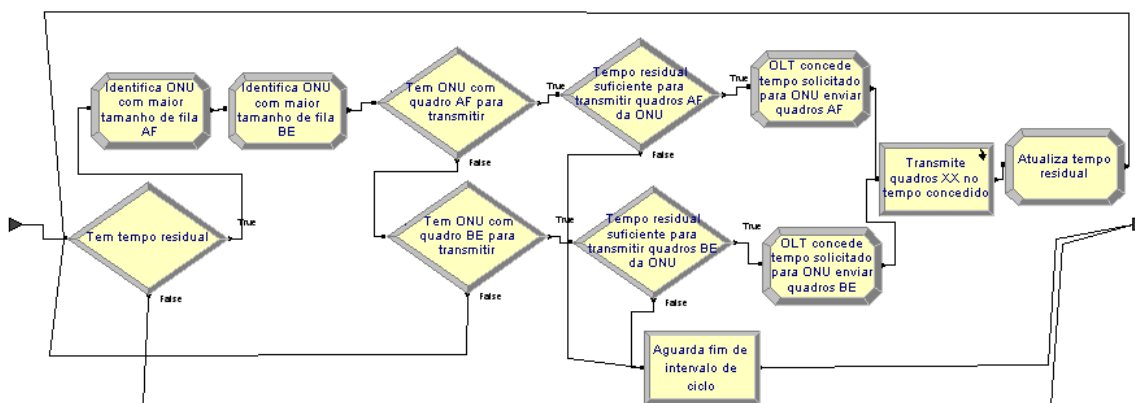 Identifica ONU
com maior
tamanho de fila
AF
Identifica ONU
com maior
tamanho de fila
BE
Tem ONU com
quadro AF para
transmitir
True
False
Tempo residual
suficiente para
transmitir quadros AF
da ONU
True
False
OLT concede
tempo solicitado
para ONU enviar
quadros AF
Transmite
quadros XX no
tempo concedido
Atualiza tempo
residual
Tem tempo residual
True
False
Tem ONU com
quadro BE para
transmitir
True
False
Tempo residual
suficiente para
transmitir quadros BE
da ONU
True
False
OLT concede
tempo solicitado
para ONU enviar
quadros BE
Aguarda fim de
intervalo de
ciclo